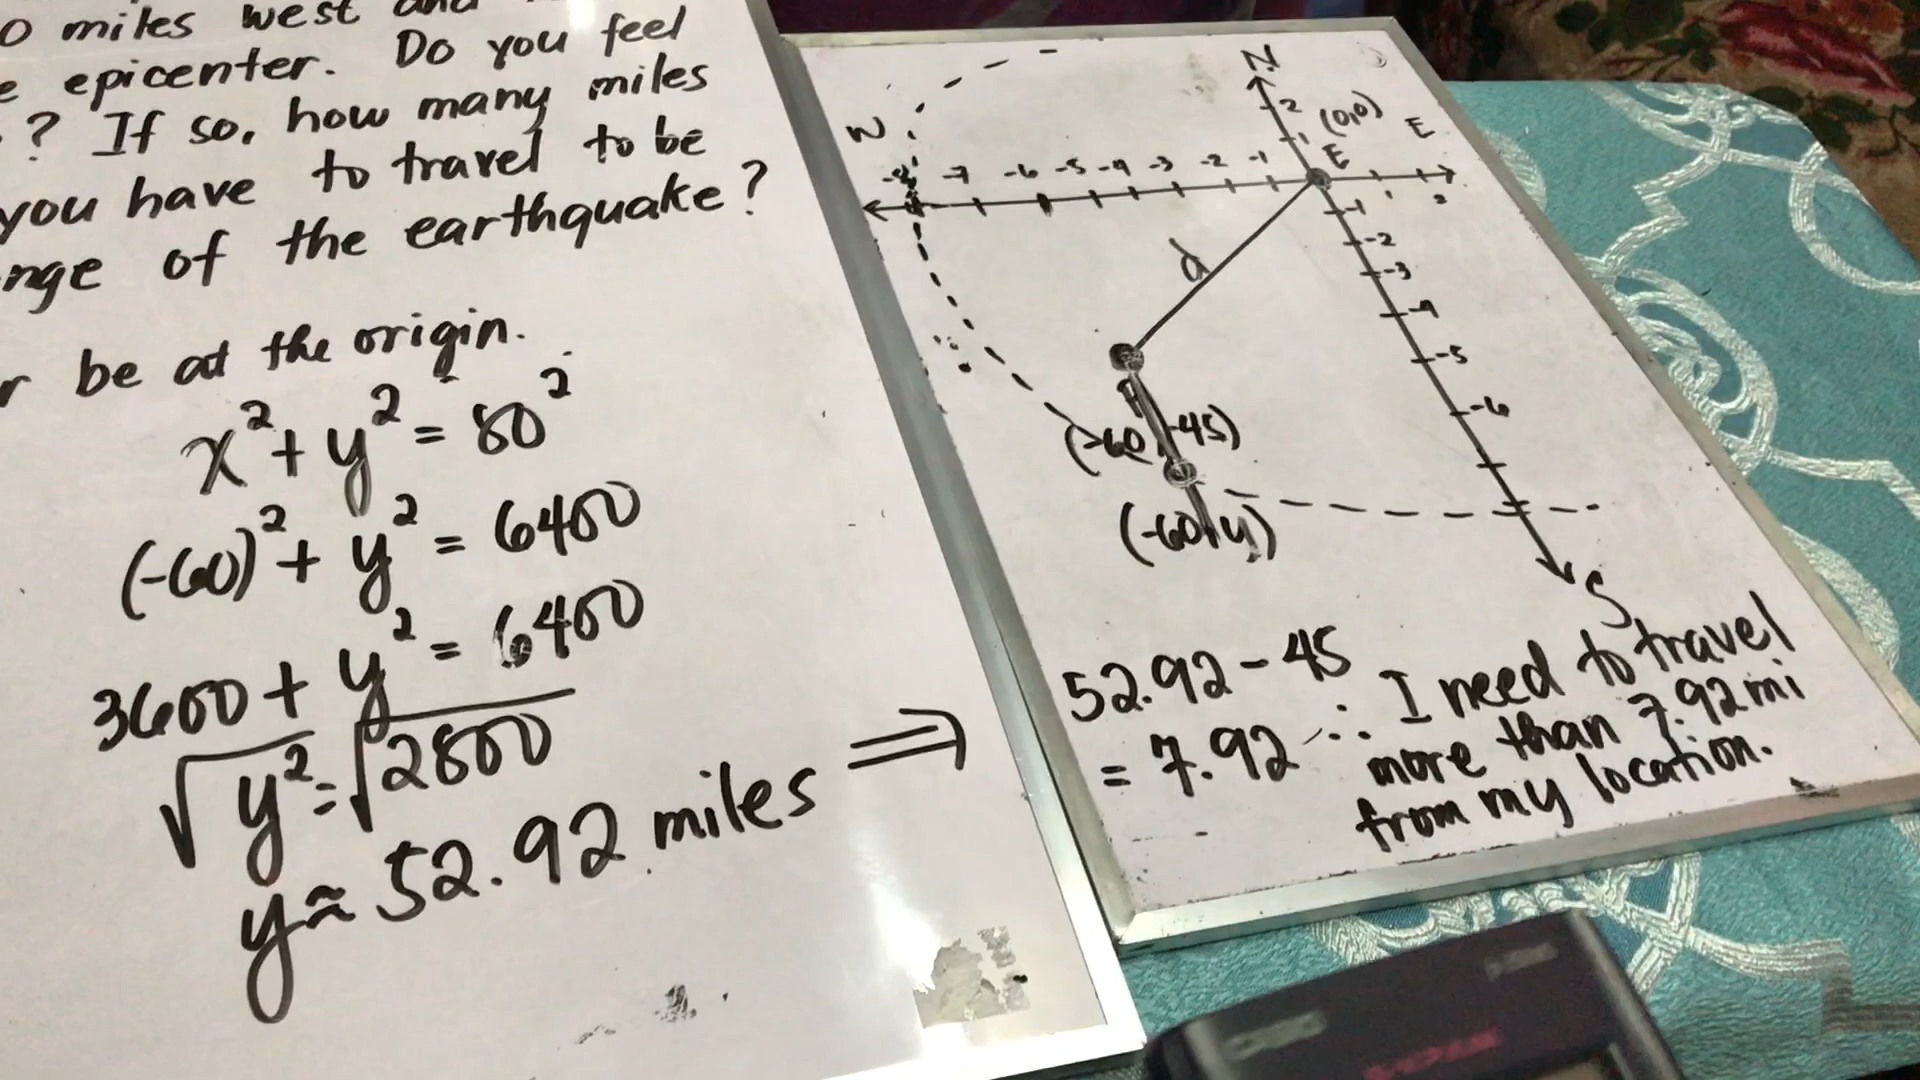 0 miles west and
e epicenter. Do you feel
? If so, how many miles
you have to travel to be
nge of the earthquake?
r be at the origin.
x² + y² = 80²
(-60)² + y² = 6400
3600 + y² = 6400
√y² = √2800
y ≈ 52.92 miles ⇒
N
2
1
(0,0)
W
E
E
-8 -7 -6 -5 -4 -3 -2 -1
1 2
-1
-2
-3
-4
-5
-6
d
(-60, -45)
(-60, y)
S
52.92 - 45
= 7.92 ∴ I need to travel
more than 7.92 mi
from my location.